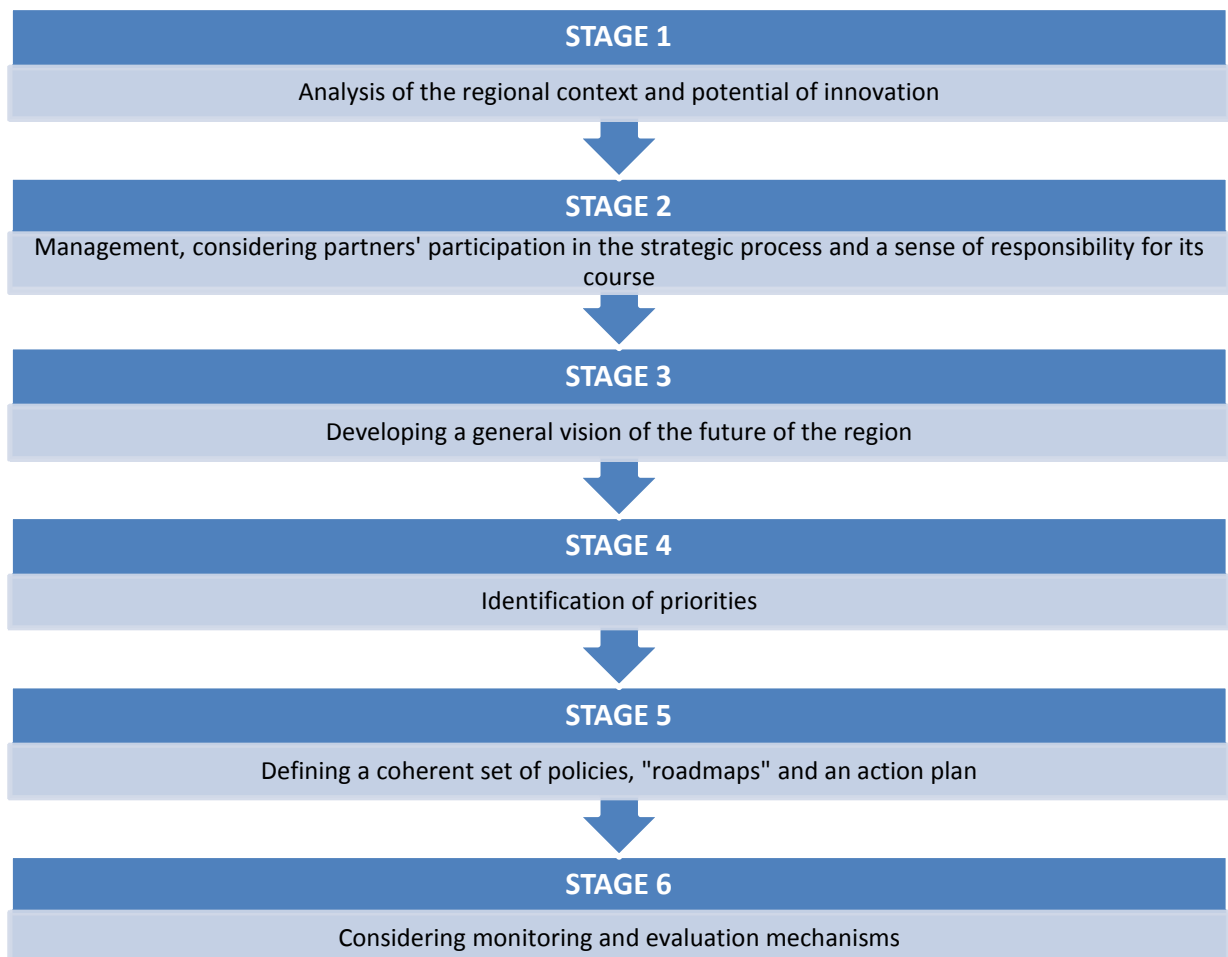 STAGE 1
Analysis of the regional context and potential of innovation
STAGE 2
Management, considering partners' participation in the strategic process and a sense of responsibility for its
course
STAGE 3
Developing a general vision of the future of the region
STAGE 4
Identification of priorities
STAGE 5
Defining a coherent set of policies, "roadmaps" and an action plan
STAGE 6
Considering monitoring and evaluation mechanisms